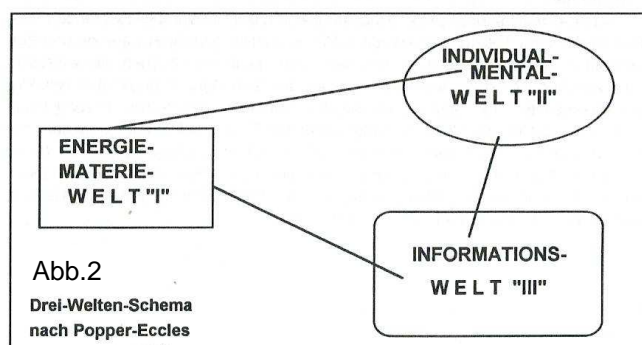 INDIVIDUAL-
MENTAL-
W E L T "II"
ENERGIE-
MATERIE-
W E L T "I"
INFORMATIONS-
W E L T "III"
Abb.2
Drei-Welten-Schema
nach Popper-Eccles